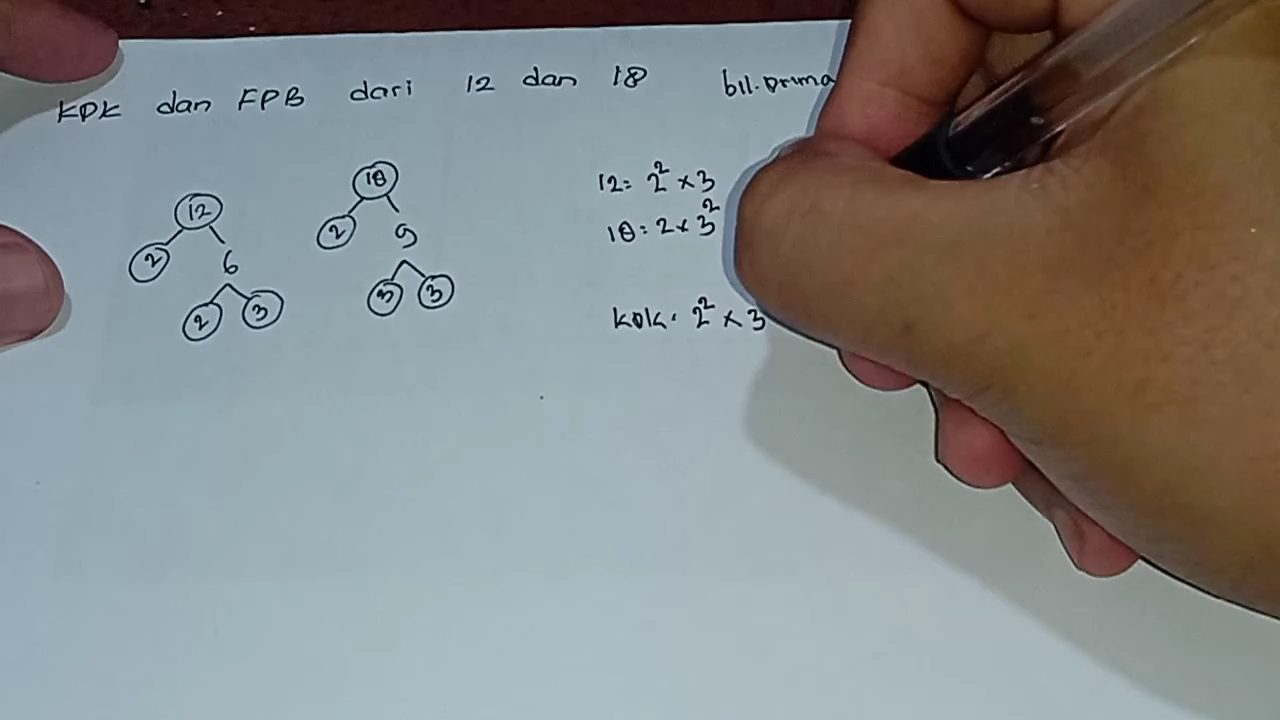 KPK dan FPB dari 12 dan 18 bil. prima
12
18
2
6
2
9
2
3
3
3
12 = 2² × 3
18 = 2 × 3²
KPK = 2² × 3